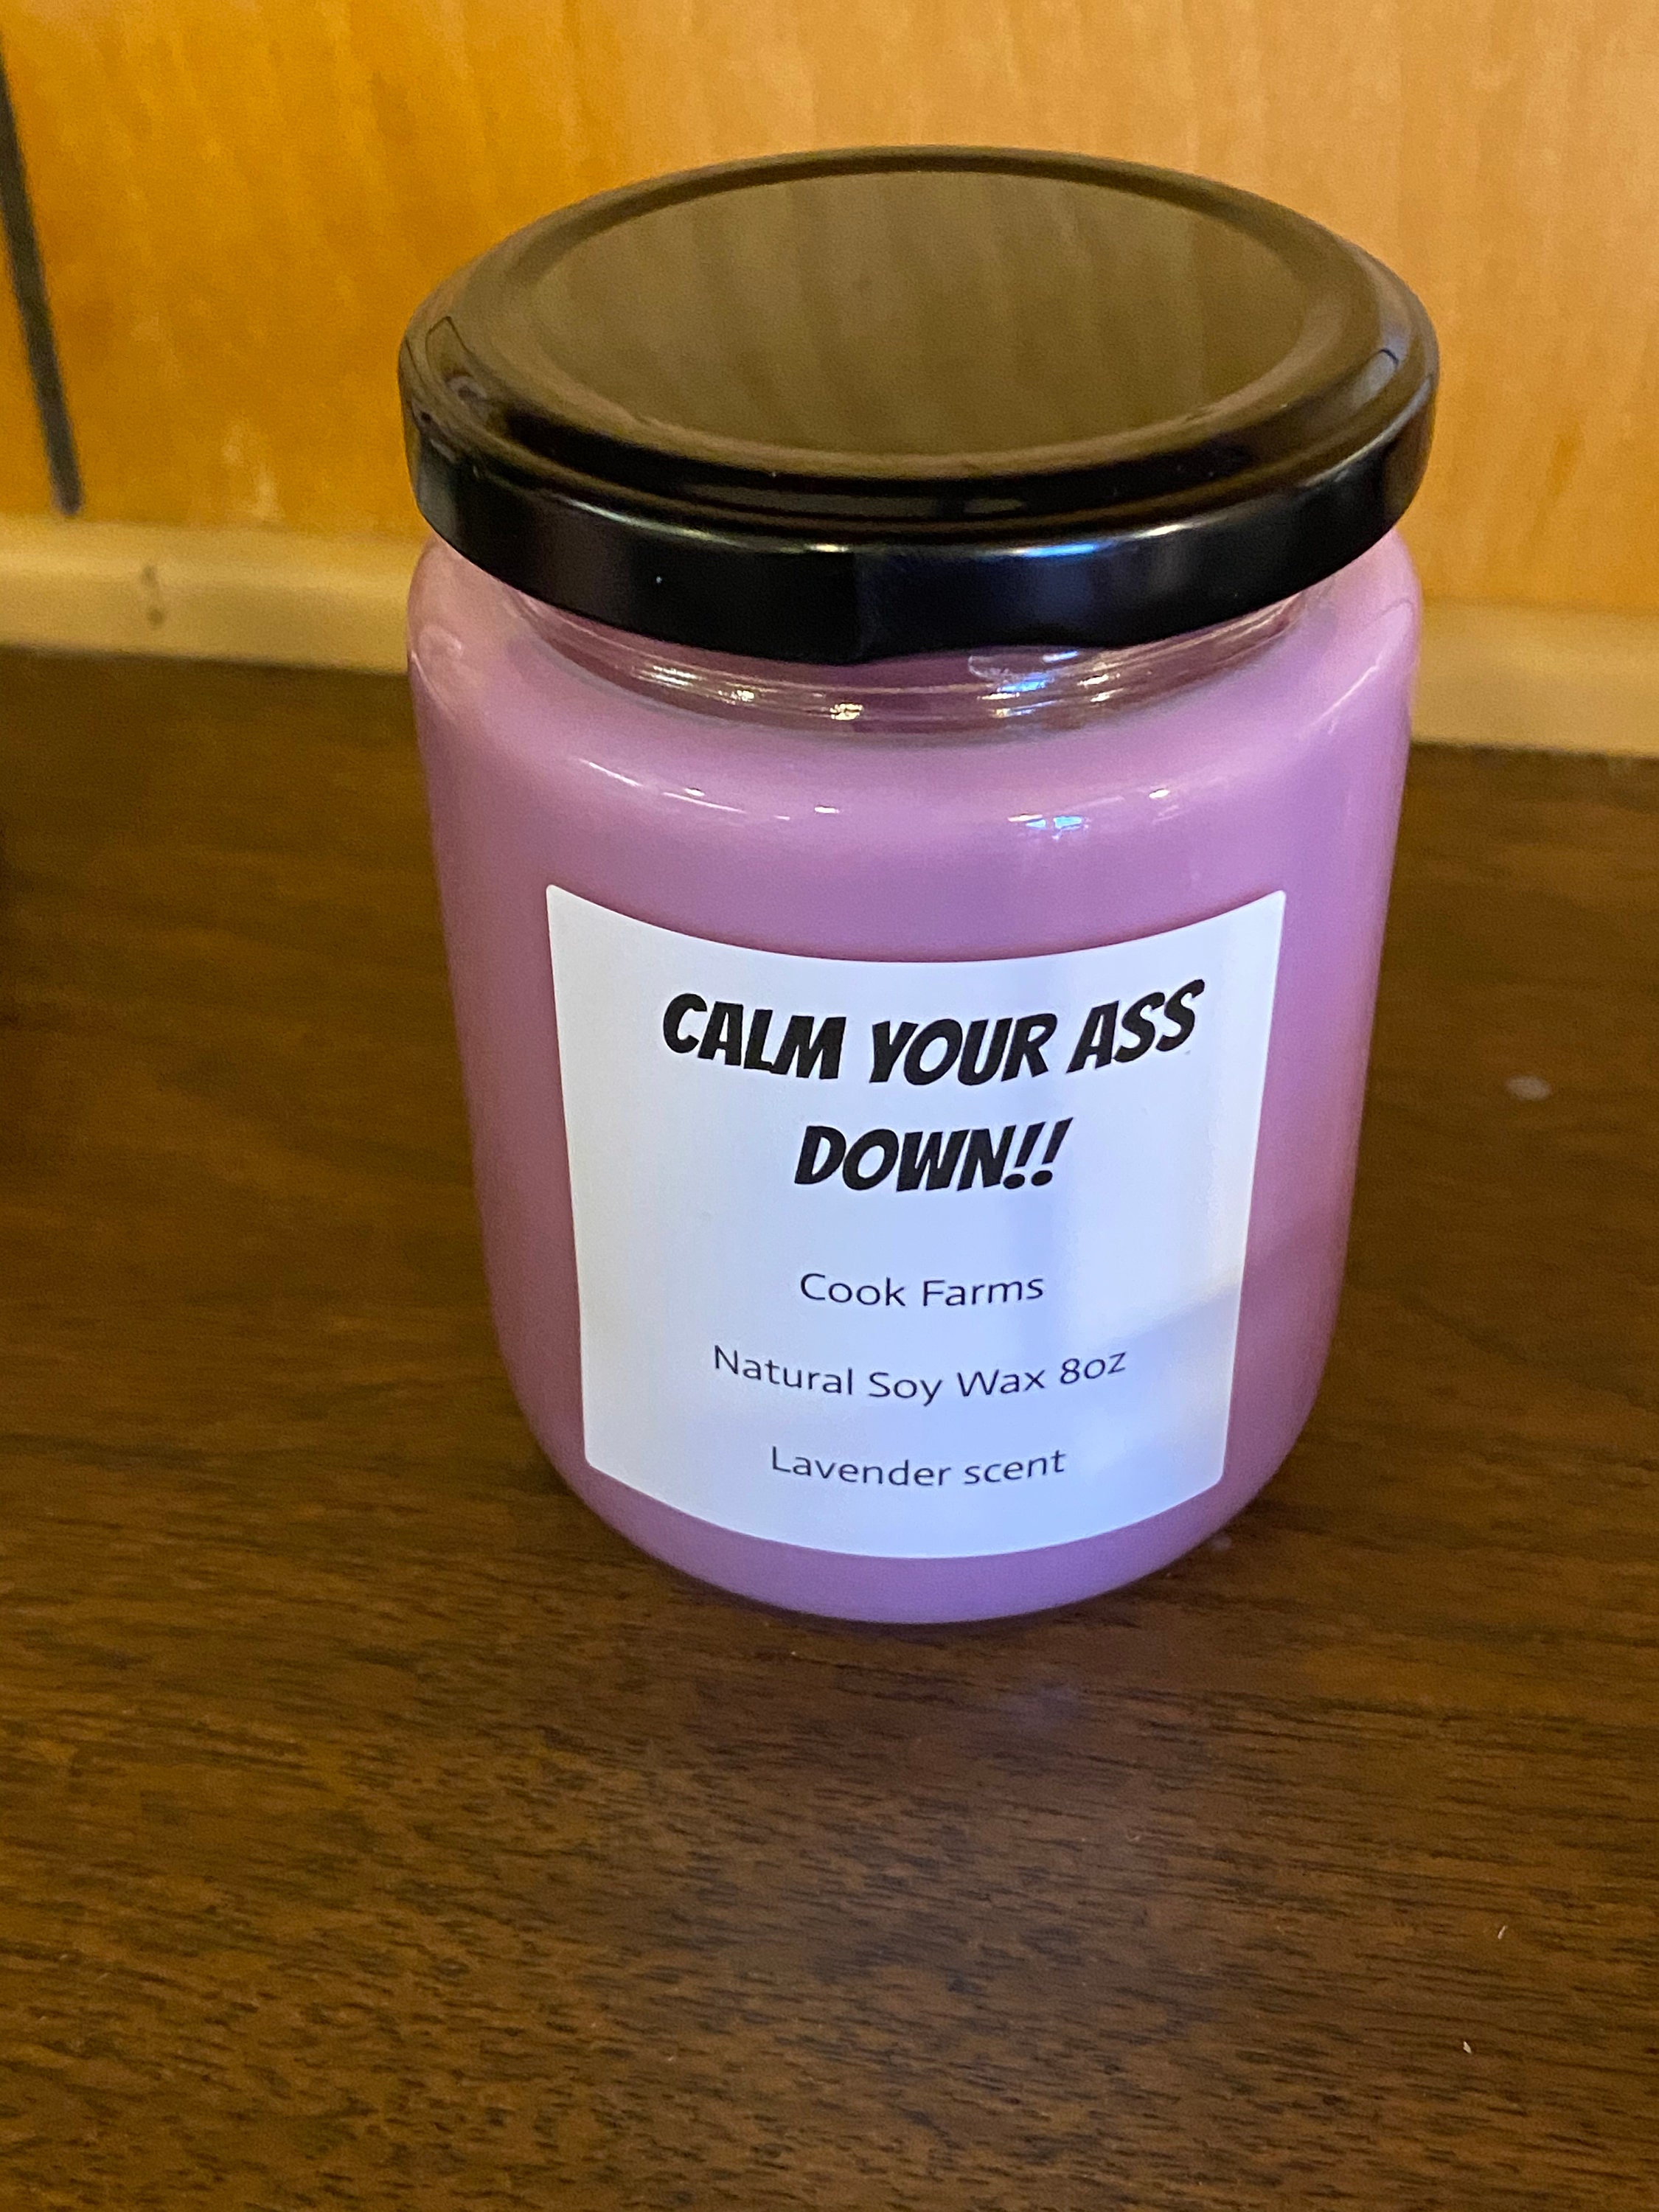 CALM YOUR ASS
DOWN!!
Cook Farms
Natural Soy Wax 8oz
Lavender scent